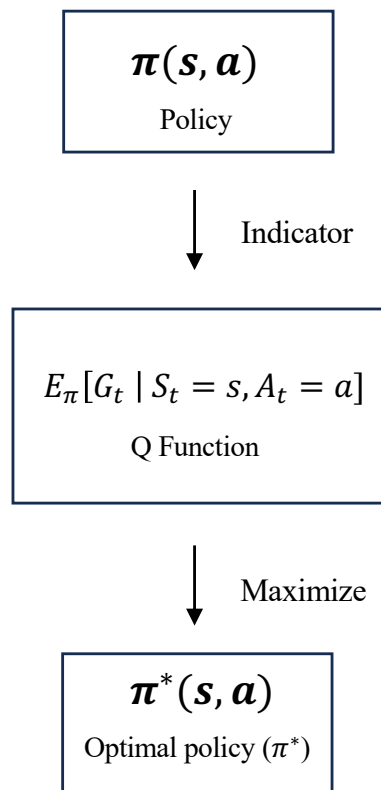 π(s, a)
Policy
Indicator
E_π[G_t | S_t = s, A_t = a]
Q Function
Maximize
π*(s, a)
Optimal policy (π*)